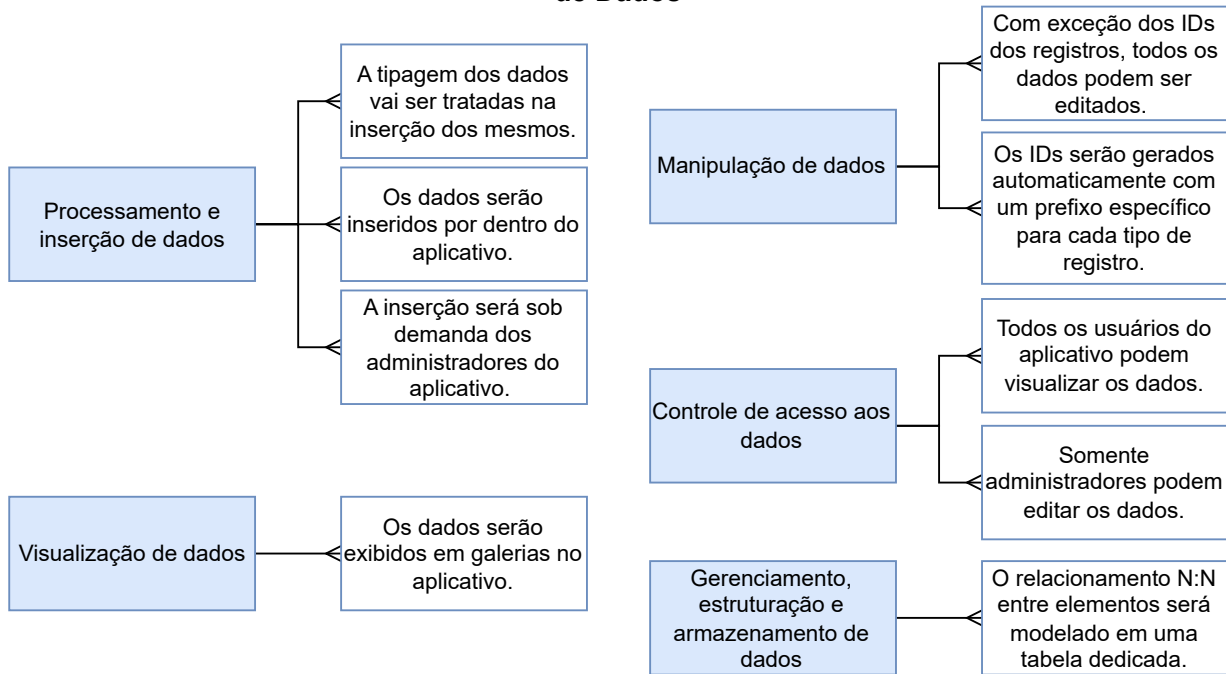 de Dados
Processamento e
inserção de dados
A tipagem dos dados
vai ser tratadas na
inserção dos mesmos.
Os dados serão
inseridos por dentro do
aplicativo.
A inserção será sob
demanda dos
administradores do
aplicativo.
Visualização de dados
Os dados serão
exibidos em galerias no
aplicativo.
Manipulação de dados
Com exceção dos IDs
dos registros, todos os
dados podem ser
editados.
Os IDs serão gerados
automaticamente com
um prefixo específico
para cada tipo de
registro.
Controle de acesso aos
dados
Todos os usuários do
aplicativo podem
visualizar os dados.
Somente
administradores podem
editar os dados.
Gerenciamento,
estruturação e
armazenamento de
dados
O relacionamento N:N
entre elementos será
modelado em uma
tabela dedicada.